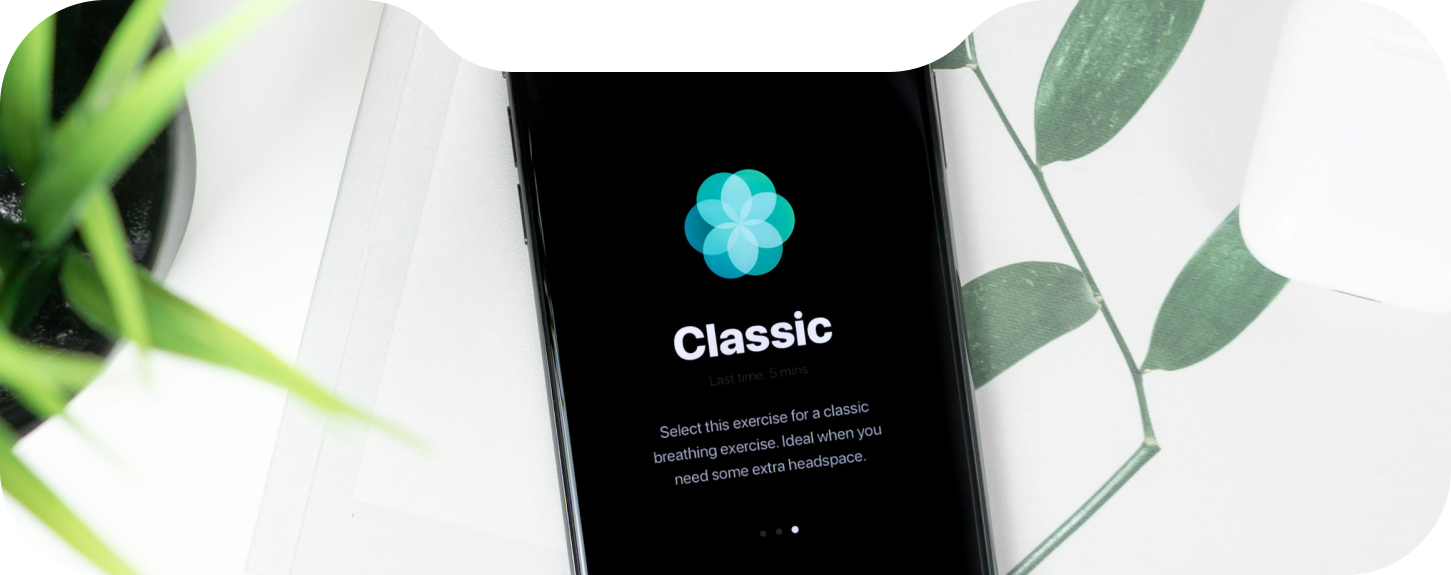 Classic
Last time: 5 mins
Select this exercise for a classic
breathing exercise. Ideal when you
need some extra headspace.